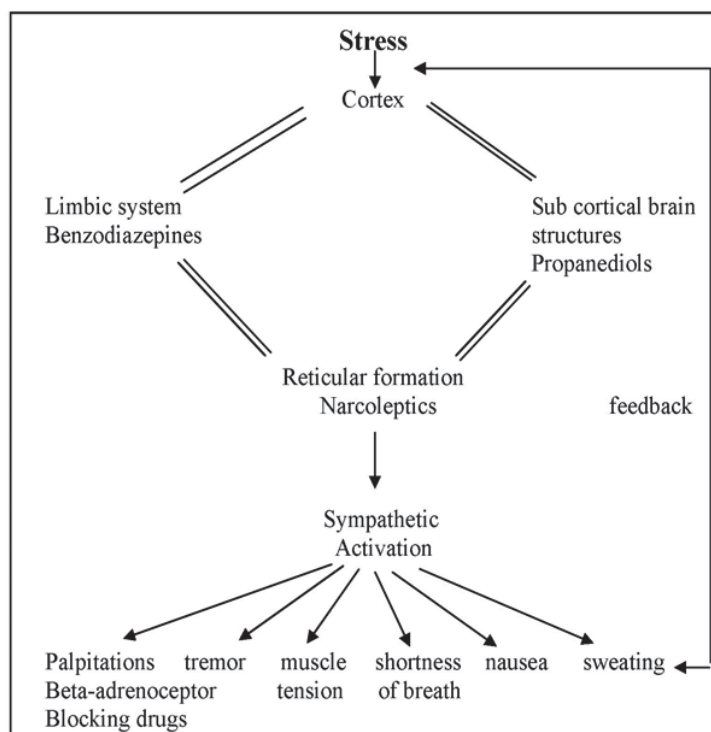 Stress
Cortex
Limbic system
Benzodiazepines
Sub cortical brain
structures
Propanediols
Reticular formation
Narcoleptics
feedback
Sympathetic
Activation
Palpitations
Beta-adrenoceptor
Blocking drugs
tremor
muscle
tension
shortness
of breath
nausea
sweating